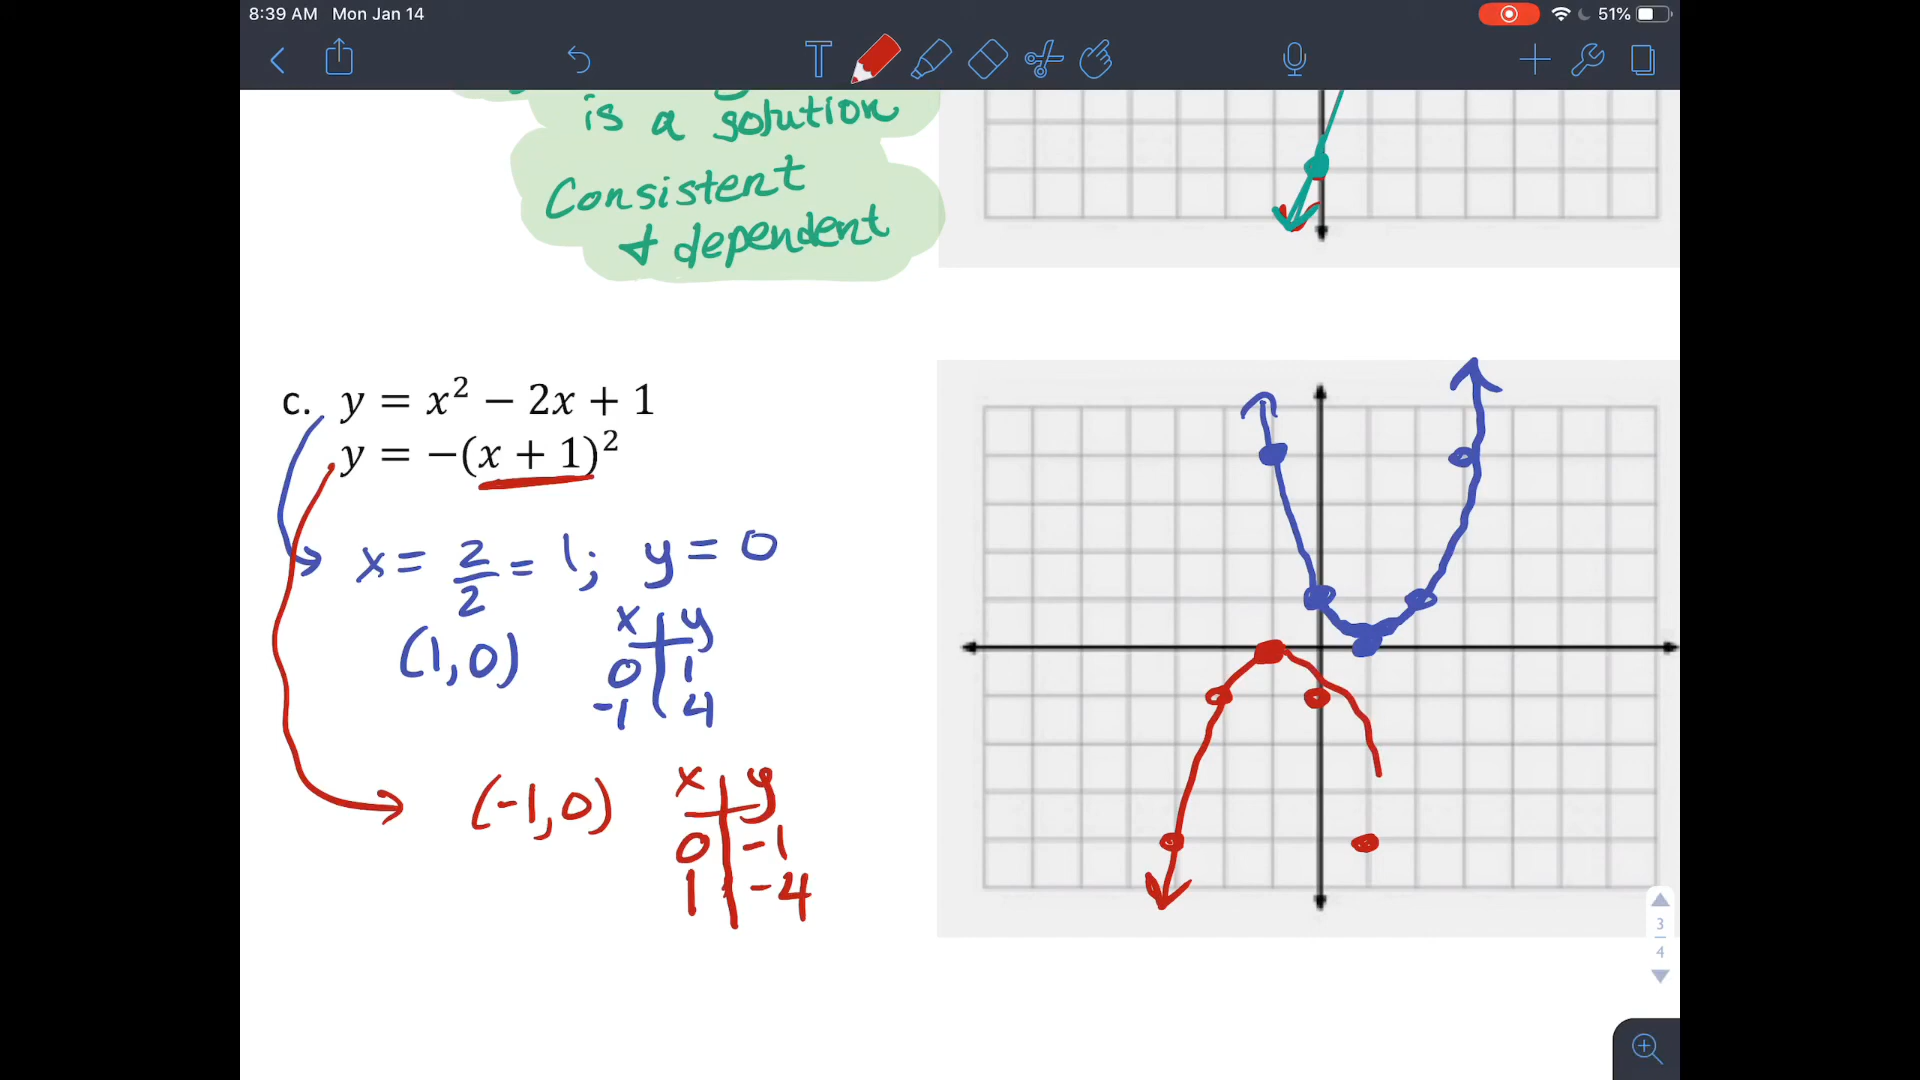 8:39 AM Mon Jan 14
51%
T
is a solution
Consistent
+ dependent
c. y = x² − 2x + 1
y = −(x + 1)²
x = 2/2 = 1; y = 0
(1,0)
x y
0 1
-1 4
(-1,0)
x y
0 -1
1 -4
3
4